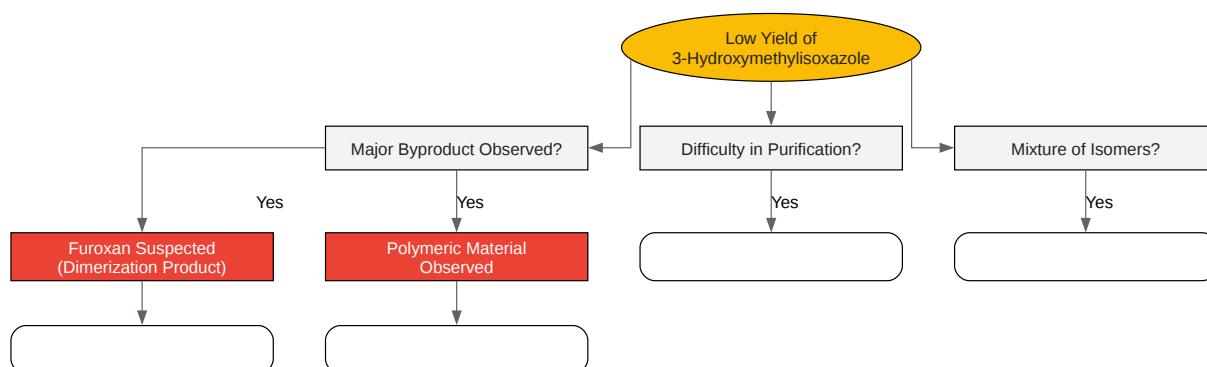 Low Yield of
3-Hydroxymethylisoxazole
Major Byproduct Observed?
Difficulty in Purification?
Mixture of Isomers?
Yes
Yes
Yes
Yes
Furoxan Suspected
(Dimerization Product)
Polymeric Material
Observed